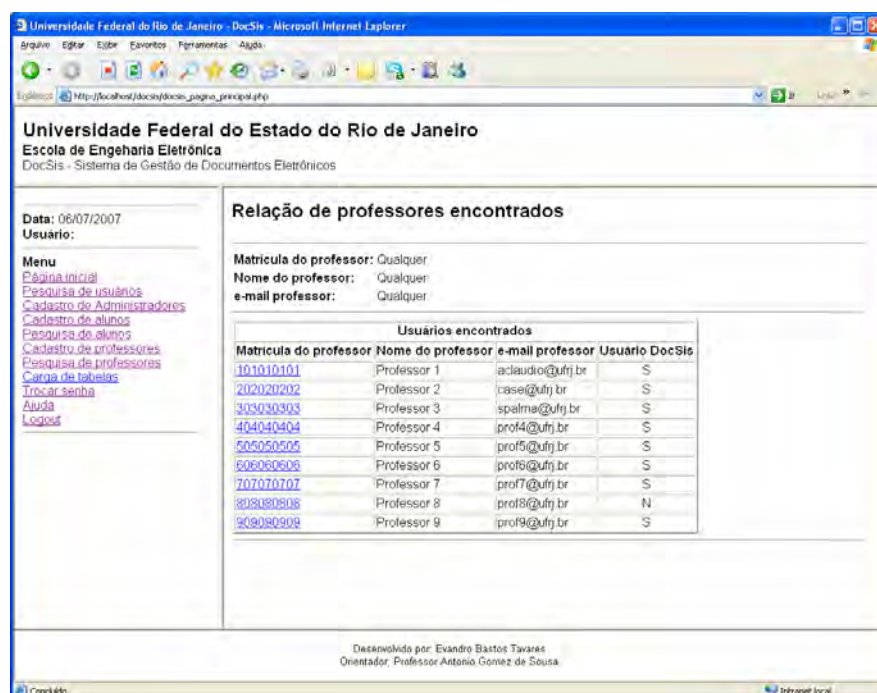 Universidade Federal do Rio de Janeiro - DocSis - Microsoft Internet Explorer
Arquivo Editar Exibir Favoritos Ferramentas Ajuda
Endereço http://localhost/docsis/docsis_pagina_principal.php
Universidade Federal do Estado do Rio de Janeiro
Escola de Engeharia Eletrônica
DocSis - Sistema de Gestão de Documentos Eletrônicos
Data: 06/07/2007
Usuário:
Menu
Página inicial
Pesquisa de usuários
Cadastro de Administradores
Cadastro de alunos
Pesquisa de alunos
Cadastro de professores
Pesquisa de professores
Carga de tabelas
Trocar senha
Ajuda
Logout
Relação de professores encontrados
Matricula do professor: Qualquer
Nome do professor: Qualquer
e-mail professor: Qualquer
Usuários encontrados
Matricula do professor Nome do professor e-mail professor Usuário DocSis
101010101 Professor 1 aclaudio@ufrj.br S
202020202 Professor 2 case@ufrj.br S
303030303 Professor 3 spalma@ufrj.br S
404040404 Professor 4 prof4@ufrj.br S
505050505 Professor 5 prof5@ufrj.br S
606060606 Professor 6 prof6@ufrj.br S
707070707 Professor 7 prof7@ufrj.br S
808080808 Professor 8 prof8@ufrj.br N
909090909 Professor 9 prof9@ufrj.br S
Desenvolvido por: Evandro Bastos Tavares
Orientador: Professor Antonio Gomez de Sousa
Concluído
Intranet local